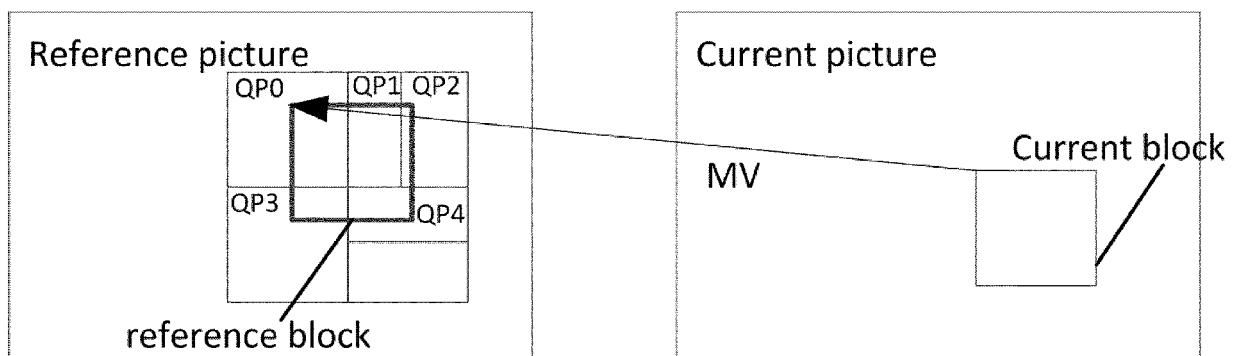 Reference picture
QP0 QP1 QP2
QP3 QP4
reference block
MV
Current picture
Current block